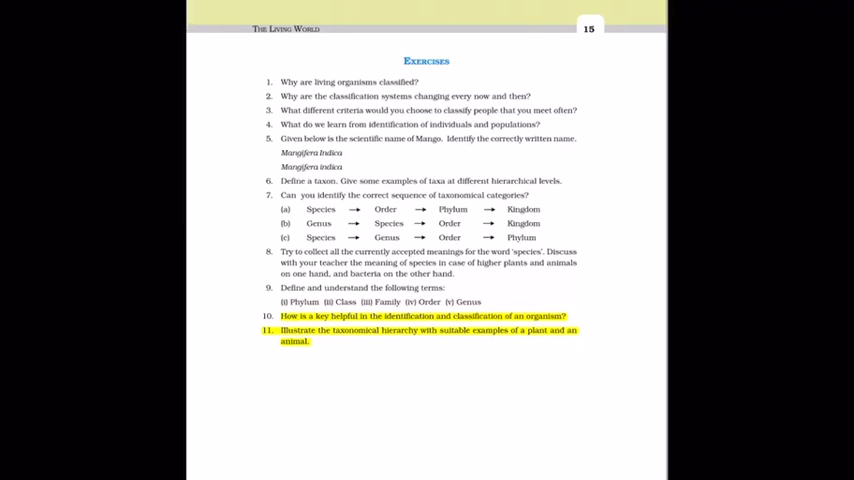 THE LIVING WORLD 15
EXERCISES
1. Why are living organisms classified?
2. Why are the classification systems changing every now and then?
3. What different criteria would you choose to classify people that you meet often?
4. What do we learn from identification of individuals and populations?
5. Given below is the scientific name of Mango. Identify the correctly written name.
Mangifera Indica
Mangifera indica
6. Define a taxon. Give some examples of taxa at different hierarchical levels.
7. Can you identify the correct sequence of taxonomical categories?
(a) Species → Order → Phylum → Kingdom
(b) Genus → Species → Order → Kingdom
(c) Species → Genus → Order → Phylum
8. Try to collect all the currently accepted meanings for the word 'species'. Discuss
with your teacher the meaning of species in case of higher plants and animals
on one hand, and bacteria on the other hand.
9. Define and understand the following terms:
(i) Phylum (ii) Class (iii) Family (iv) Order (v) Genus
10. How is a key helpful in the identification and classification of an organism?
11. Illustrate the taxonomical hierarchy with suitable examples of a plant and an
animal.